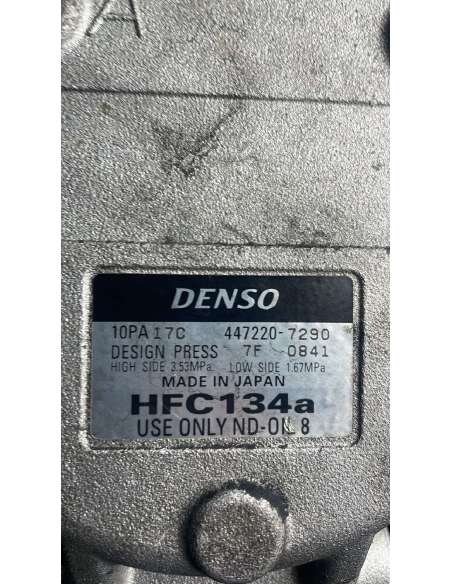 A
DENSO
10PA17C 447220-7290
DESIGN PRESS 7F 0841
HIGH SIDE 3.53MPa LOW SIDE 1.67MPa
MADE IN JAPAN
HFC134a
USE ONLY ND-OIL 8